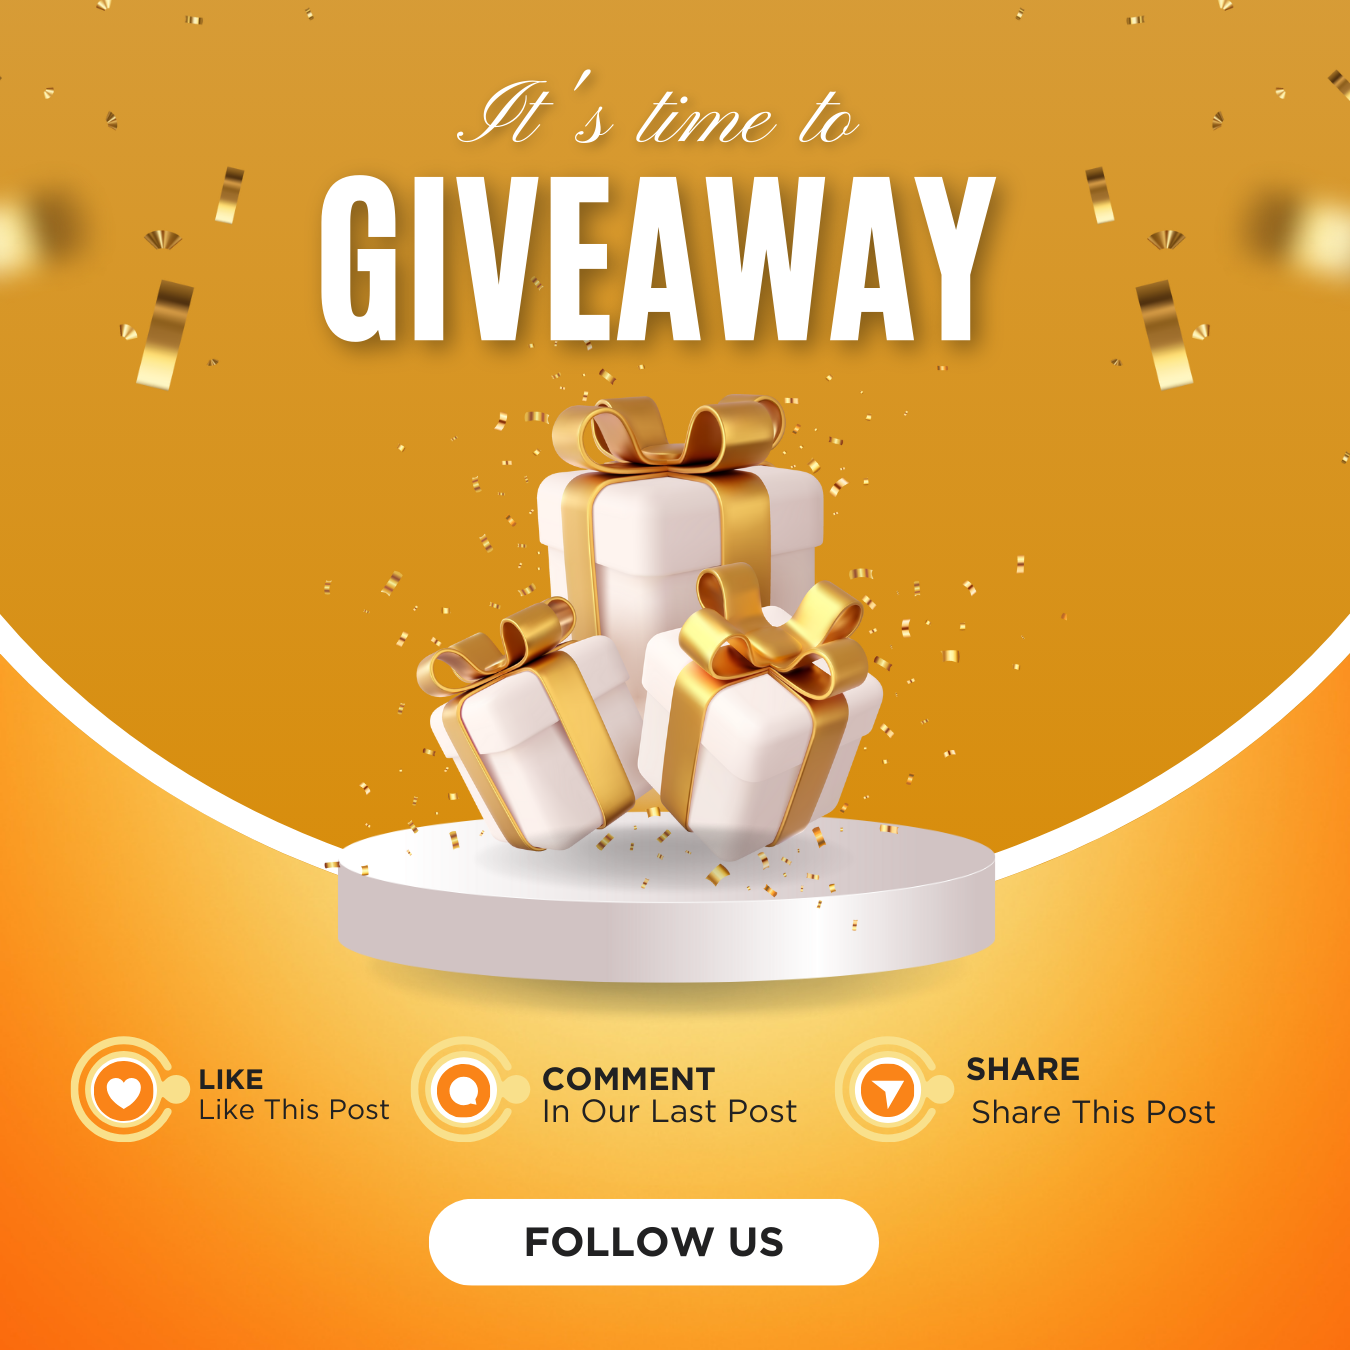 It's time to
GIVEAWAY
LIKE
Like This Post
COMMENT
In Our Last Post
SHARE
Share This Post
FOLLOW US